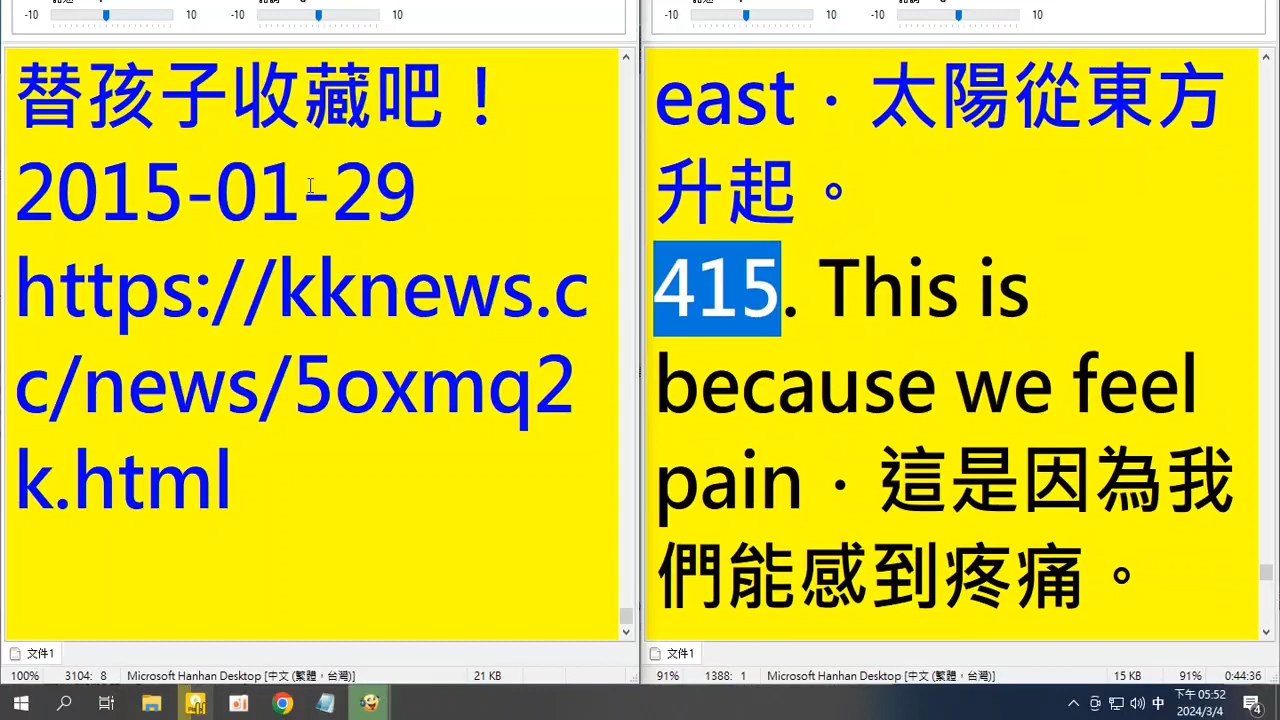 -10 10 -10 10
-10 10 -10 10
替孩子收藏吧！
2015-01-29
https://kknews.c
c/news/5oxmq2
k.html
east．太陽從東方
升起。
415. This is
because we feel
pain．這是因為我
們能感到疼痛。
文件1
文件1
100% 3104: 8 Microsoft Hanhan Desktop [中文 (繁體，台灣)] 21 KB
91% 1388: 1 Microsoft Hanhan Desktop [中文 (繁體，台灣)] 15 KB 91% 0:44:36
中
下午 05:52
2024/3/4
4